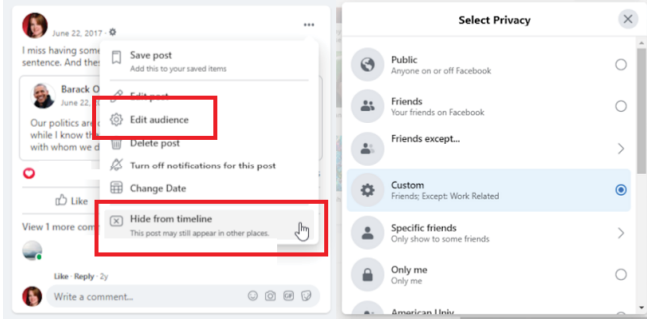 June 22, 2017 ·
I miss having some
sentence. And thes
Barack O
June 22, 
Our politics are d
while I know th
with whom we d
Like
View 1 more com
Like · Reply · 2y
Write a comment...
Save post
Add this to your saved items
Edit post
Edit audience
Delete post
Turn off notifications for this post
Change Date
Hide from timeline
This post may still appear in other places.
Select Privacy
Public
Anyone on or off Facebook
Friends
Your friends on Facebook
Friends except...
Custom
Friends; Except: Work Related
Specific friends
Only show to some friends
Only me
Only me
American Univ